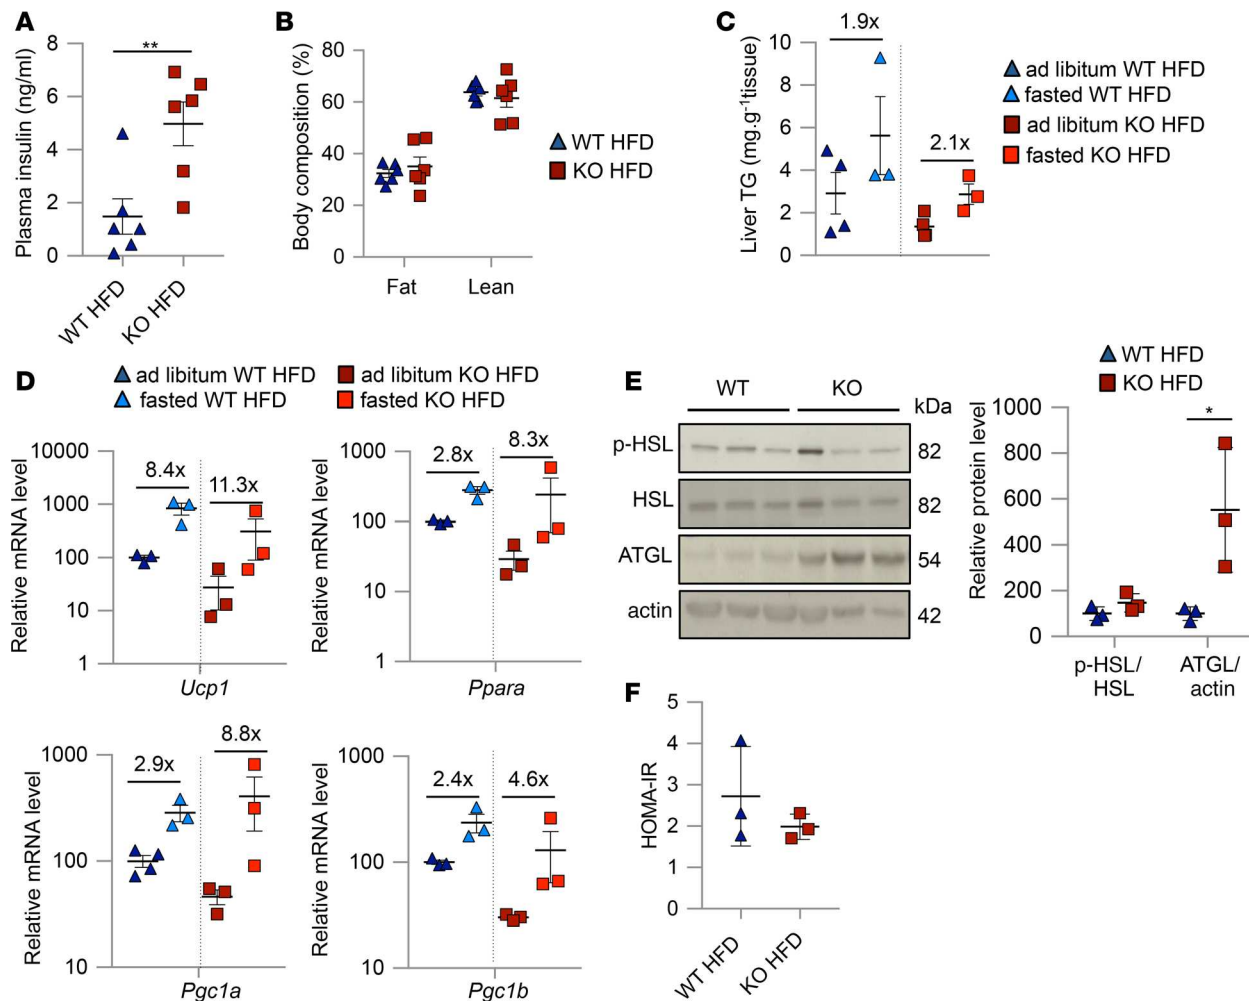 A
Plasma insulin (ng/ml)
8
6
4
2
0
**
WT HFD
KO HFD
B
Body composition (%)
80
60
40
20
0
Fat
Lean
WT HFD
KO HFD
C
Liver TG (mg.g-1tissue)
10
8
6
4
2
0
1.9x
2.1x
ad libitum WT HFD
fasted WT HFD
ad libitum KO HFD
fasted KO HFD
D
ad libitum WT HFD
fasted WT HFD
ad libitum KO HFD
fasted KO HFD
Relative mRNA level
10000
1000
100
10
1
8.4x
11.3x
Ucp1
Relative mRNA level
1000
100
10
1
2.8x
8.3x
Ppara
Relative mRNA level
1000
100
10
2.9x
8.8x
Pgc1a
Relative mRNA level
1000
100
10
2.4x
4.6x
Pgc1b
E
WT
KO
kDa
p-HSL
82
HSL
82
ATGL
54
actin
42
WT HFD
KO HFD
Relative protein level
1000
800
600
400
200
0
*
p-HSL/
HSL
ATGL/
actin
F
HOMA-IR
5
4
3
2
1
0
WT HFD
KO HFD